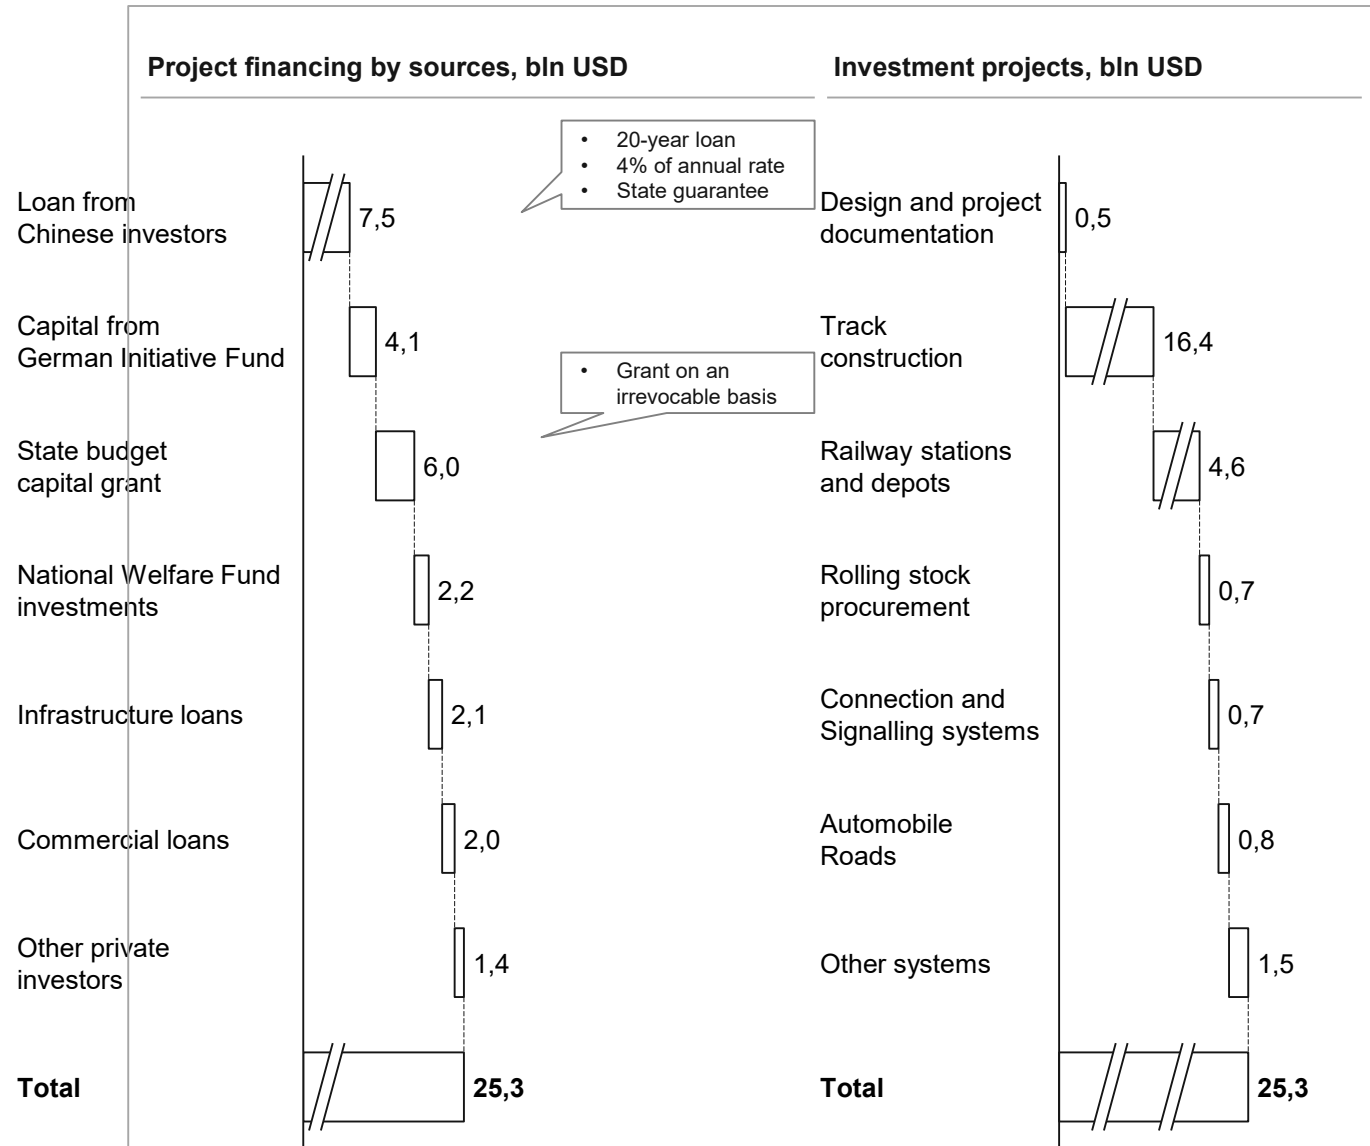 Project financing by sources, bln USD
• 20-year loan
• 4% of annual rate
• State guarantee
Loan from
Chinese investors
7,5
Capital from
German Initiative Fund
4,1
• Grant on an
irrevocable basis
State budget
capital grant
6,0
National Welfare Fund
investments
2,2
Infrastructure loans
2,1
Commercial loans
2,0
Other private
investors
1,4
Total
25,3
Investment projects, bln USD
Design and project
documentation
0,5
Track
construction
16,4
Railway stations
and depots
4,6
Rolling stock
procurement
0,7
Connection and
Signalling systems
0,7
Automobile
Roads
0,8
Other systems
1,5
Total
25,3